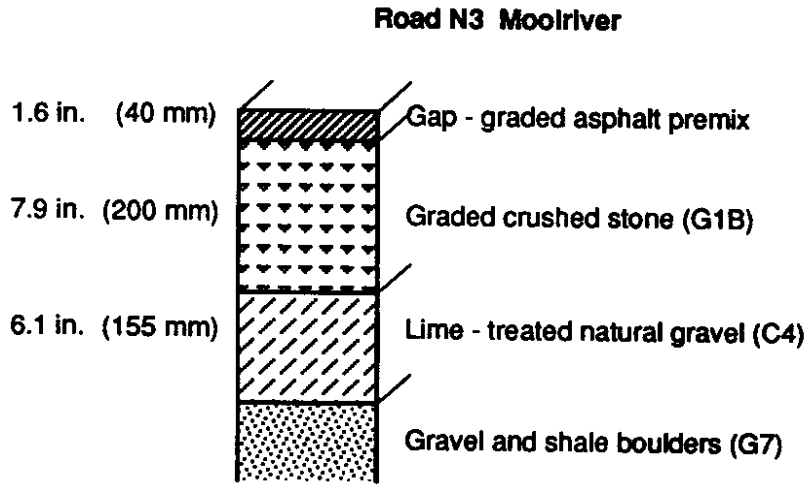 Road N3 Moolriver
1.6 in. (40 mm) Gap - graded asphalt premix
7.9 in. (200 mm) Graded crushed stone (G1B)
6.1 in. (155 mm) Lime - treated natural gravel (C4)
Gravel and shale boulders (G7)